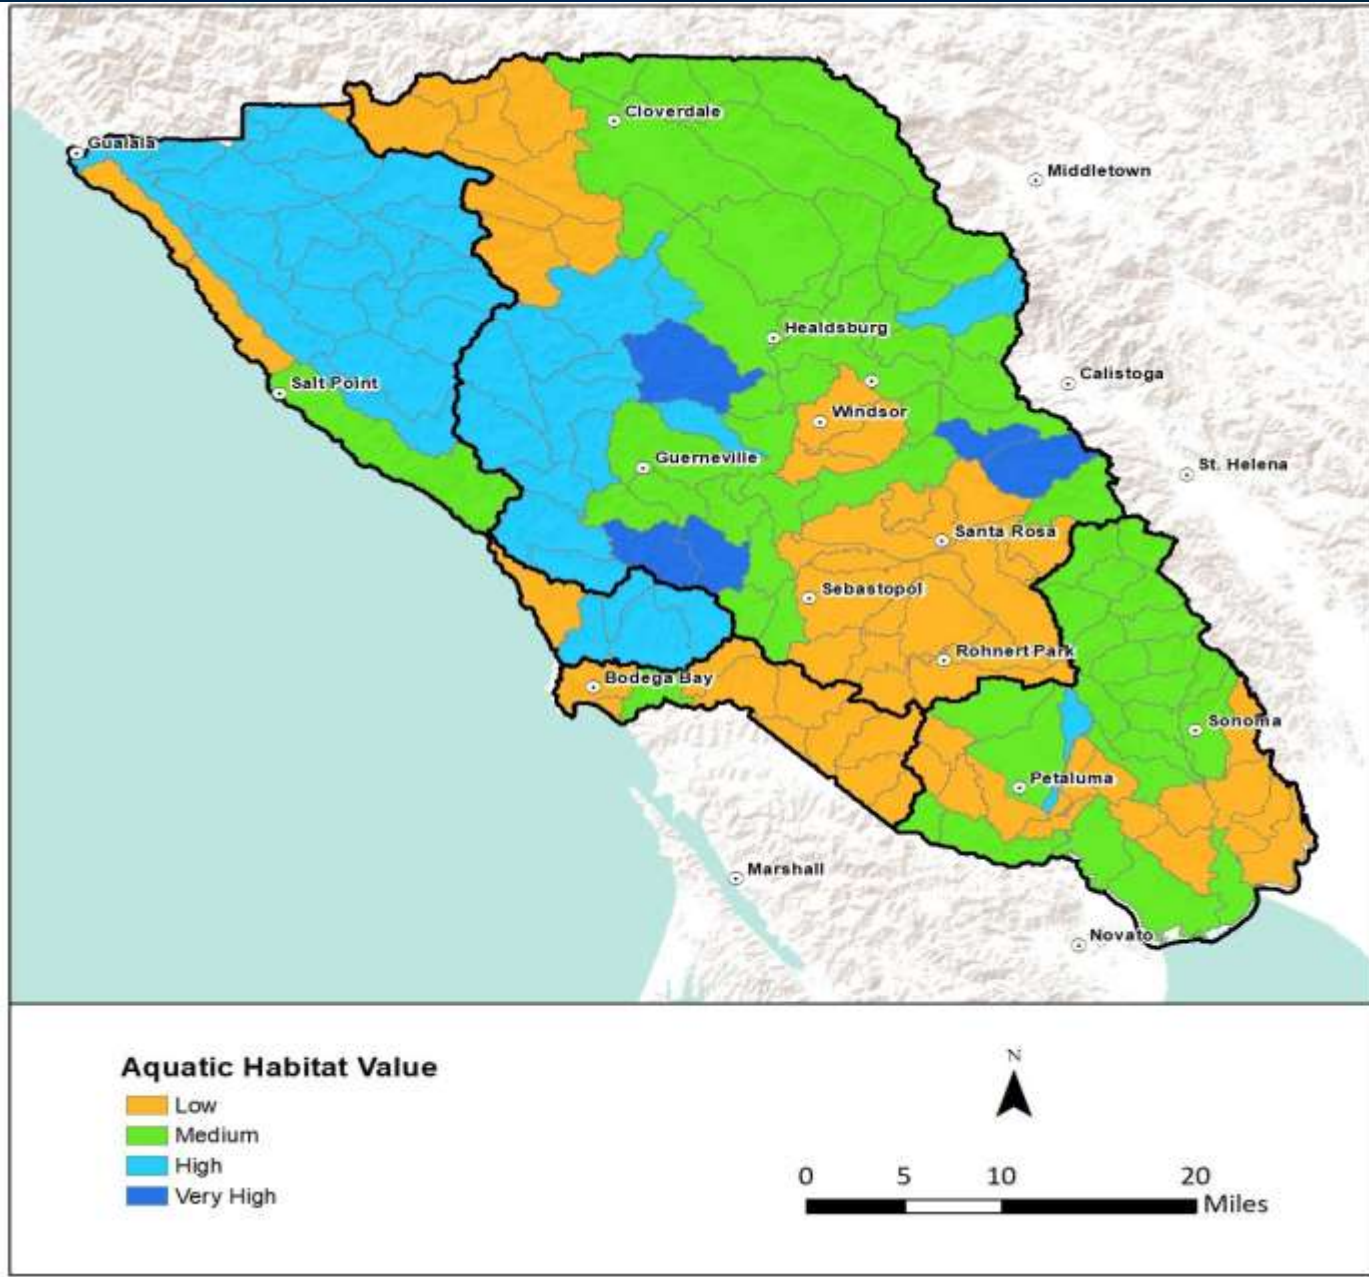 Cloverdale
Gualala
Middletown
Healdsburg
Salt Point
Calistoga
Windsor
Guerneville
St. Helena
Santa Rosa
Sebastopol
Rohnert Park
Bodega Bay
Sonoma
Petaluma
Marshall
Novato
Aquatic Habitat Value
Low
Medium
High
Very High
N
0 5 10 20
Miles